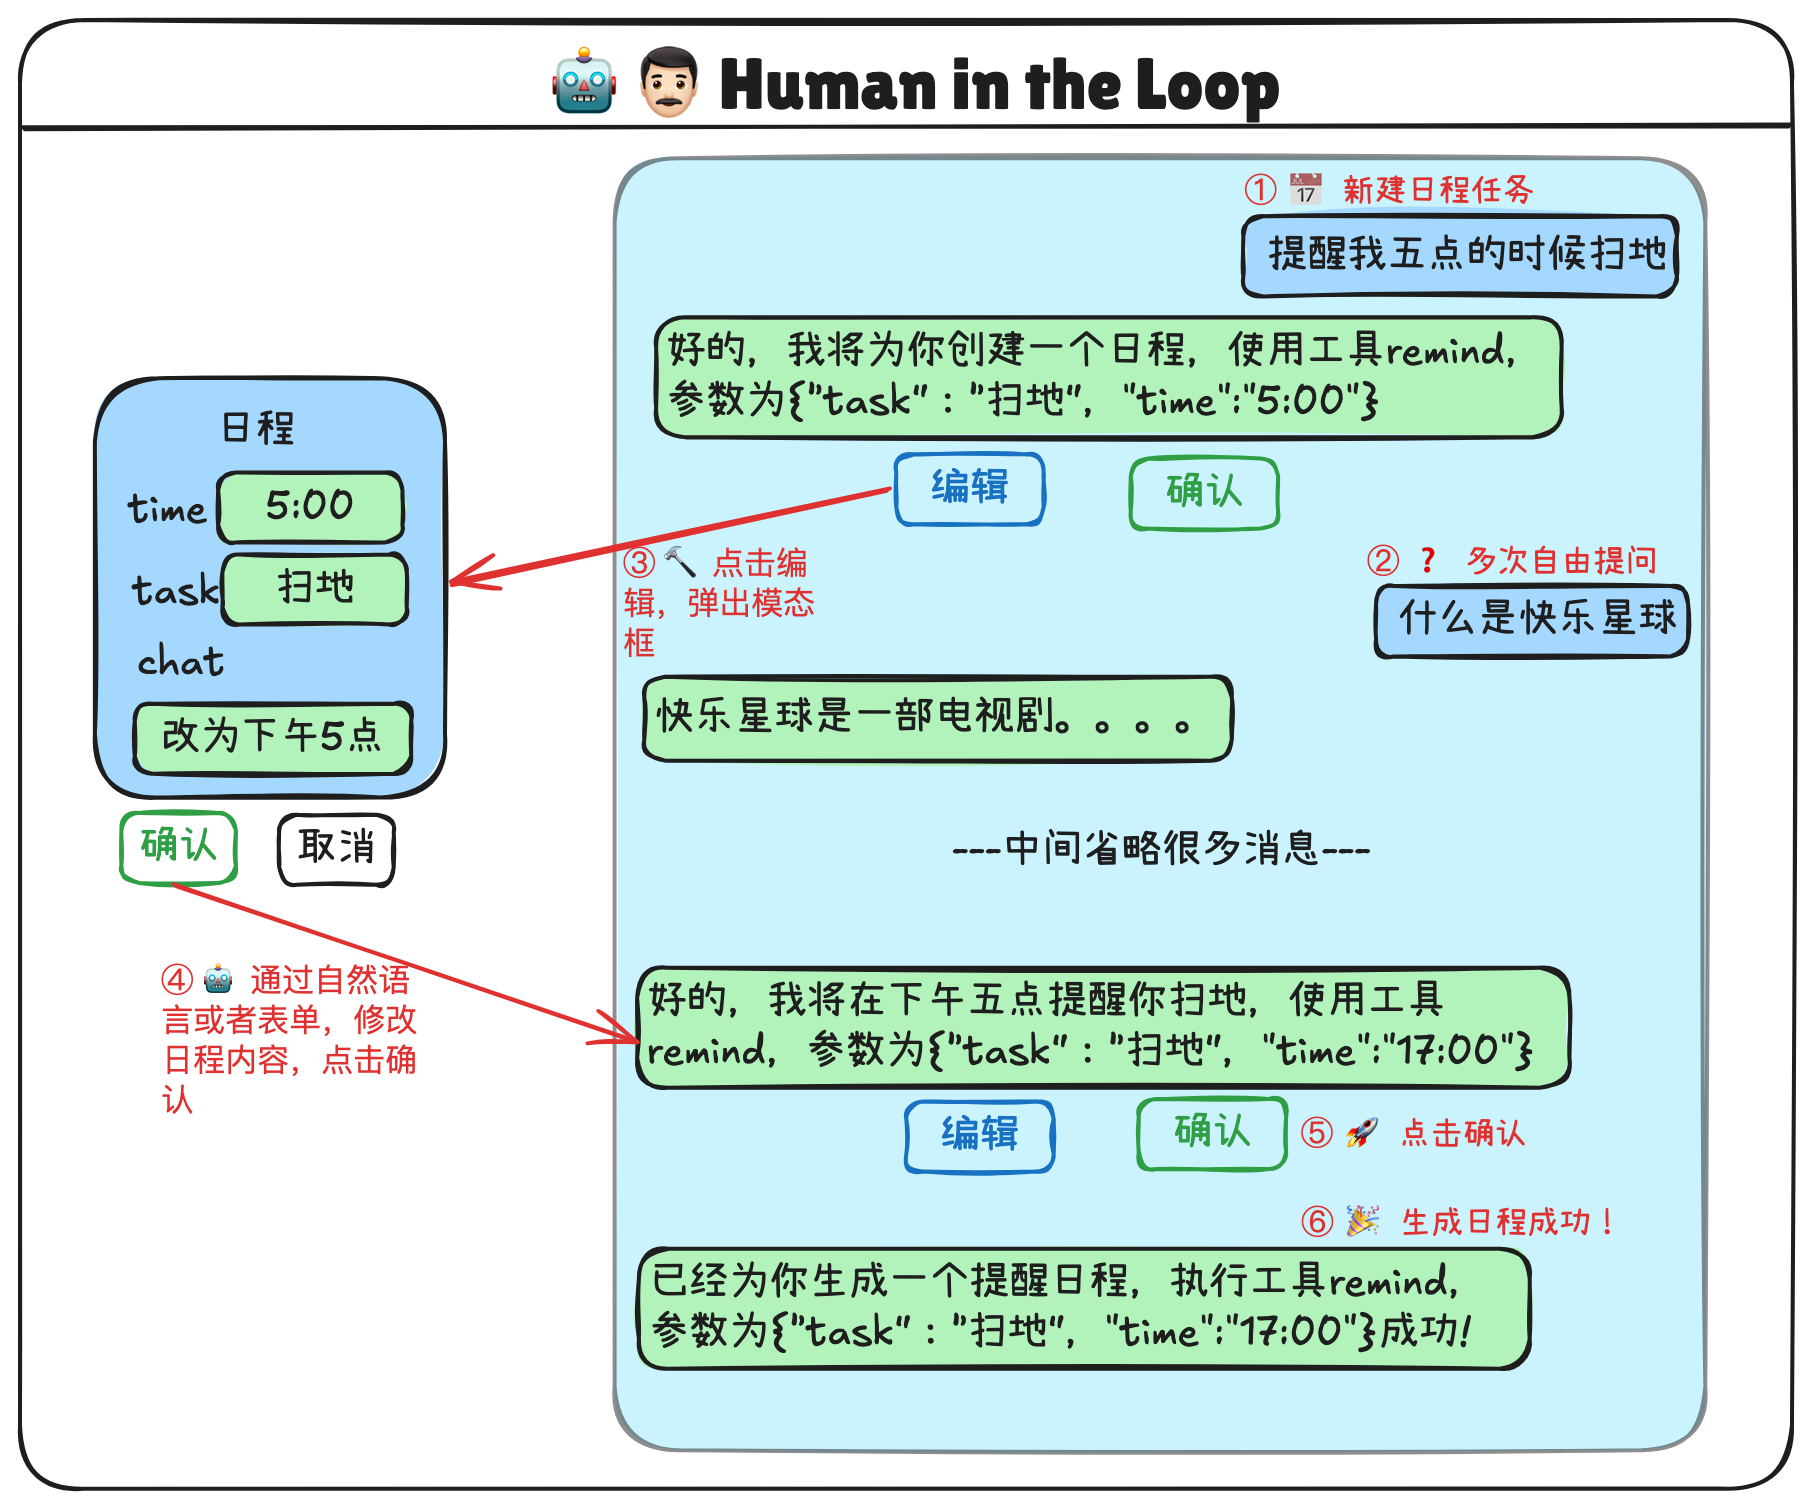 🤖 🧔🏻 Human in the Loop
① 📅 新建日程任务
提醒我五点的时候扫地
好的，我将为你创建一个日程，使用工具remind，
参数为{"task" : "扫地"， "time":"5:00"}
编辑
确认
日程
time
5:00
task
扫地
chat
改为下午5点
确认
取消
③ 🔨 点击编
辑，弹出模态
框
② ❓ 多次自由提问
什么是快乐星球
快乐星球是一部电视剧。。。。
---中间省略很多消息---
④ 🤖 通过自然语
言或者表单，修改
日程内容，点击确
认
好的，我将在下午五点提醒你扫地，使用工具
remind，参数为{"task" : "扫地"， "time":"17:00"}
编辑
确认
⑤ 🚀 点击确认
⑥ 🎉 生成日程成功！
已经为你生成一个提醒日程，执行工具remind，
参数为{"task" : "扫地"， "time":"17:00"}成功!